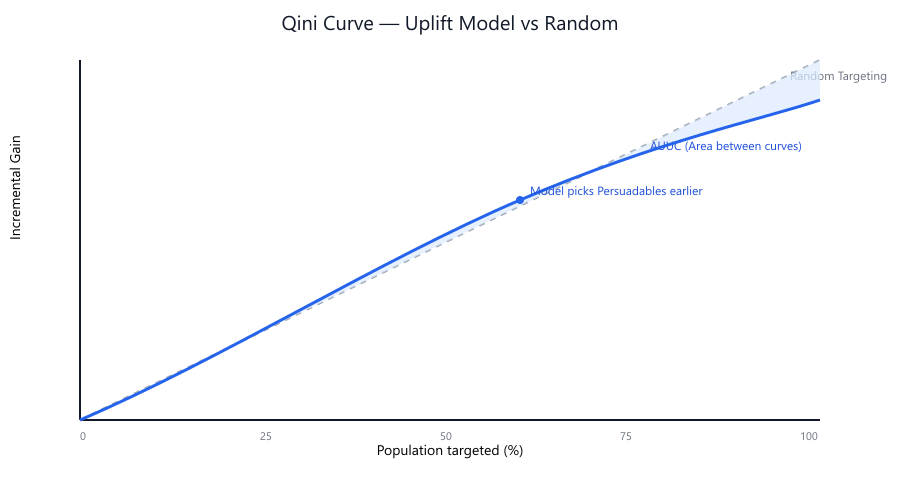 Qini Curve — Uplift Model vs Random
Random Targeting
AUUC (Area between curves)
Model picks Persuadables earlier
Incremental Gain
0
25
50
75
100
Population targeted (%)